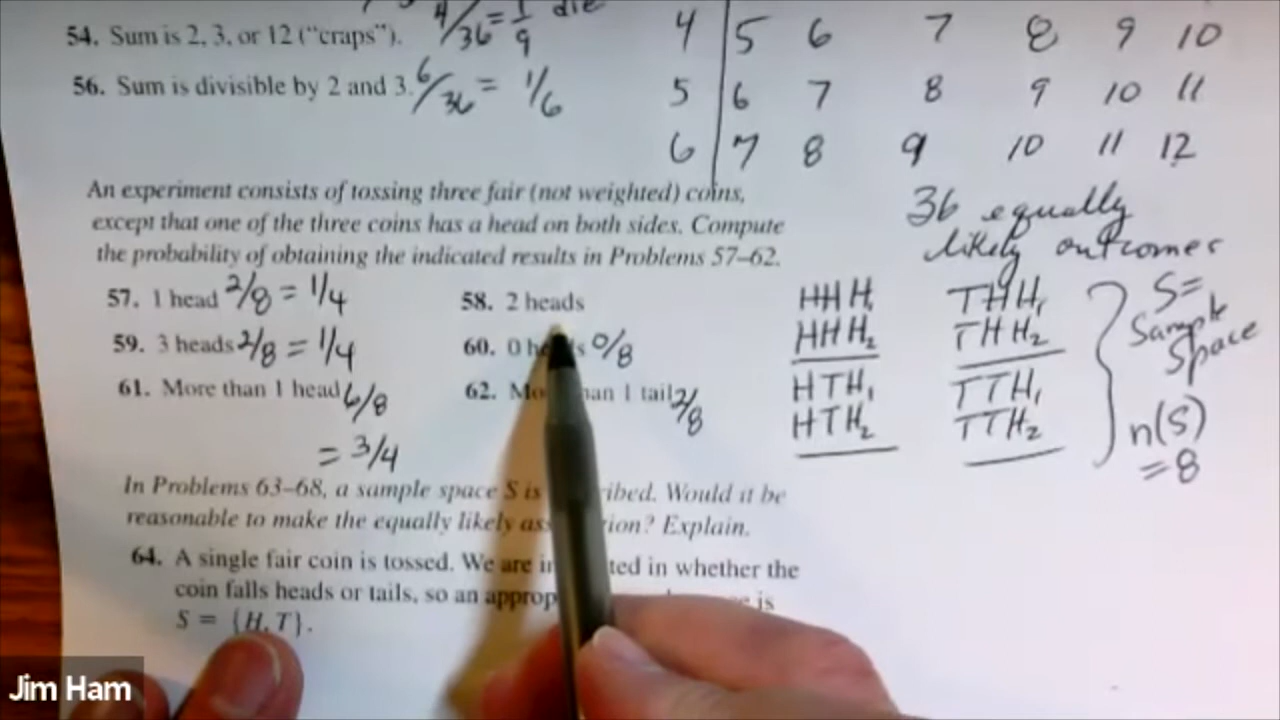 54. Sum is 2, 3, or 12 ("craps"). 4/36 = 1/9 die
56. Sum is divisible by 2 and 3. 6/36 = 1/6
4 5 6 7 8 9 10
5 6 7 8 9 10 11
6 7 8 9 10 11 12
36 equally
likely outcomes
An experiment consists of tossing three fair (not weighted) coins,
except that one of the three coins has a head on both sides. Compute
the probability of obtaining the indicated results in Problems 57–62.
57. 1 head 2/8 = 1/4 58. 2 heads
59. 3 heads 2/8 = 1/4 60. 0 0/8
61. More than 1 head 6/8 62. 1 tail 2/8
= 3/4
HHH₁ THH₁
HHH₂ THH₂
HTH₁ TTH₁
HTH₂ TTH₂
S =
Sample
Space
n(S)
= 8
In Problems 63–68, a sample space S is Would it be
reasonable to make the equally likely Explain.
64. A single fair coin is tossed. We are in whether the
coin falls heads or tails, so an is
S = {H, T}.
Jim Ham